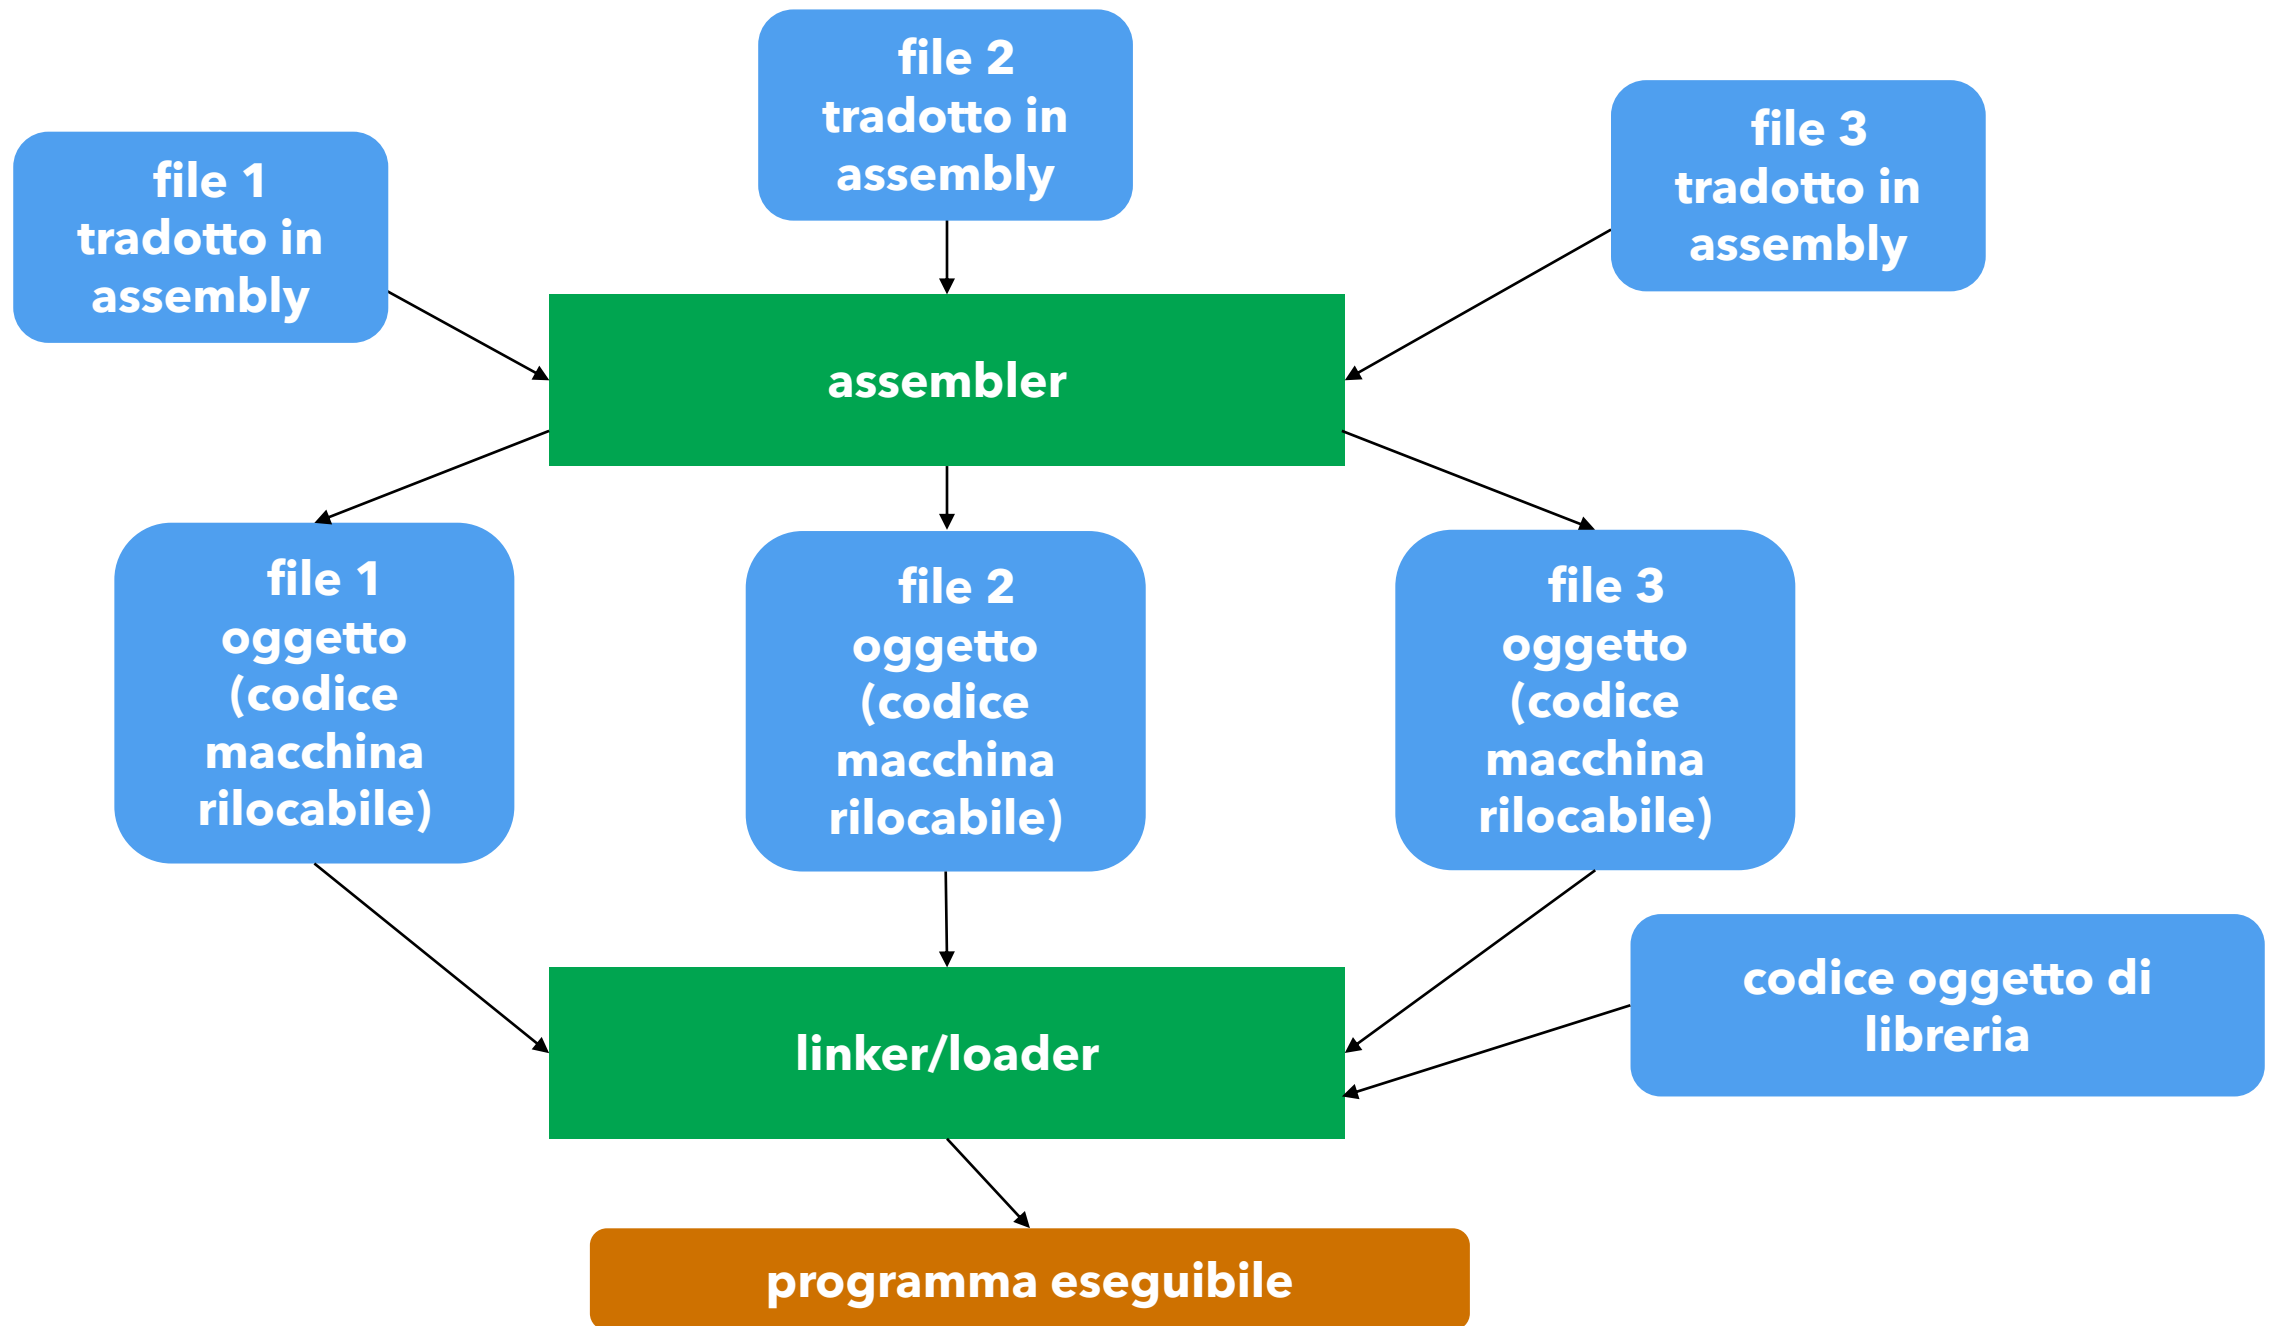 file 1
tradotto in
assembly
file 2
tradotto in
assembly
file 3
tradotto in
assembly
assembler
file 1
oggetto
(codice
macchina
rilocabile)
file 2
oggetto
(codice
macchina
rilocabile)
file 3
oggetto
(codice
macchina
rilocabile)
codice oggetto di
libreria
linker/loader
programma eseguibile